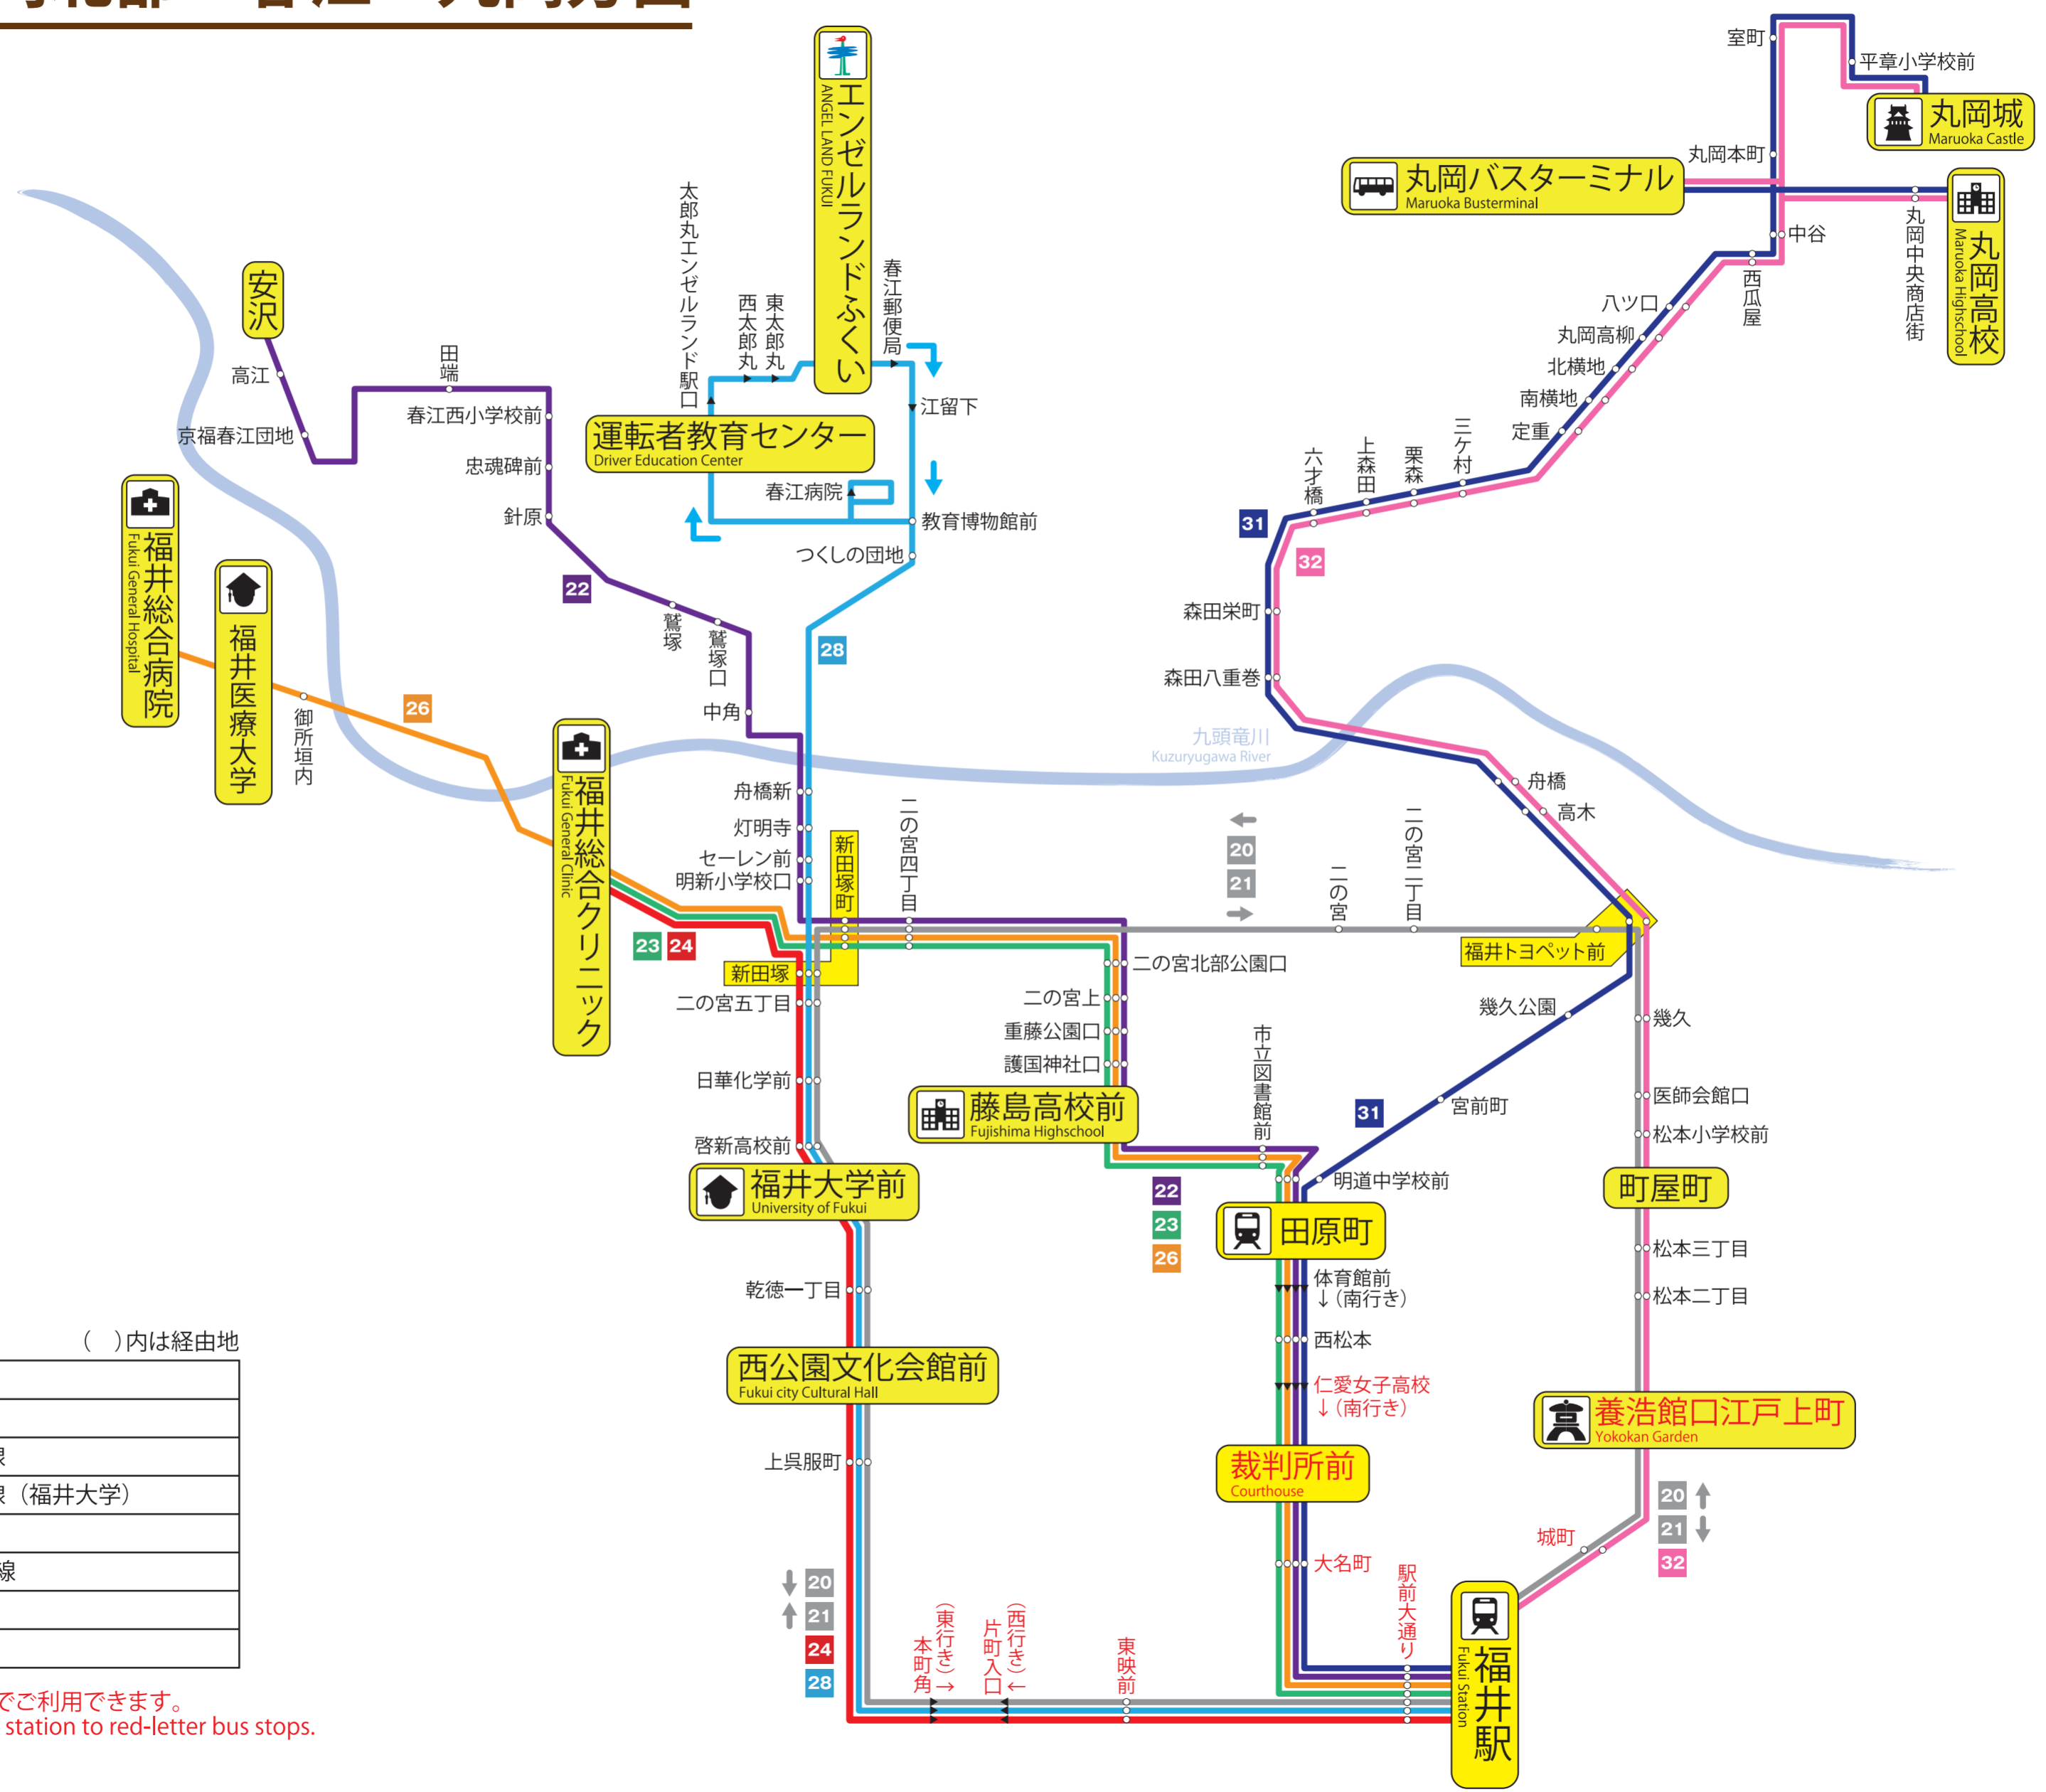 エンゼルランドふくい
ANGEL LAND FUKUI
室町
平章小学校前
丸岡城
Maruoka Castle
丸岡本町
丸岡バスターミナル
Maruoka Busterminal
丸岡高校
Maruoka Highschool
丸岡中央商店街
中谷
西瓜屋
八ツ口
丸岡高柳
北横地
南横地
定重
三ケ村
栗森
上森田
六才橋
31
32
森田栄町
森田八重巻
九頭竜川
Kuzuryugawa River
舟橋
高木
安沢
高江
京福春江団地
田端
春江西小学校前
忠魂碑前
針原
22
鷲塚
鷲塚口
中角
太郎丸エンゼルランド駅口
西太郎丸
東太郎丸
春江郵便局
江留下
運転者教育センター
Driver Education Center
春江病院
教育博物館前
つくしの団地
28
福井総合病院
Fukui General Hospital
福井医療大学
御所垣内
26
福井総合クリニック
Fukui General Clinic
舟橋新
灯明寺
セーレン前
明新小学校口
新田塚町
二の宮四丁目
20
21
二の宮
二の宮二丁目
福井トヨペット前
23 24
新田塚
二の宮五丁目
日華化学前
啓新高校前
二の宮北部公園口
二の宮上
重藤公園口
護国神社口
藤島高校前
Fujishima Highschool
市立図書館前
幾久公園
宮前町
31
明道中学校前
幾久
医師会館口
松本小学校前
町屋町
松本三丁目
松本二丁目
福井大学前
University of Fukui
22
23
26
田原町
体育館前
↓(南行き)
西松本
仁愛女子高校
↓(南行き)
裁判所前
Courthouse
大名町
乾徳一丁目
西公園文化会館前
Fukui city Cultural Hall
上呉服町
養浩館口江戸上町
Yokokan Garden
20
21
32
城町
20
21
24
28
本町角
(東行き)→
片町入口
(西行き)←
東映前
駅前大通り
福井駅
Fukui Station
( )内は経由地
線(福井大学)
線
でご利用できます。
station to red-letter bus stops.